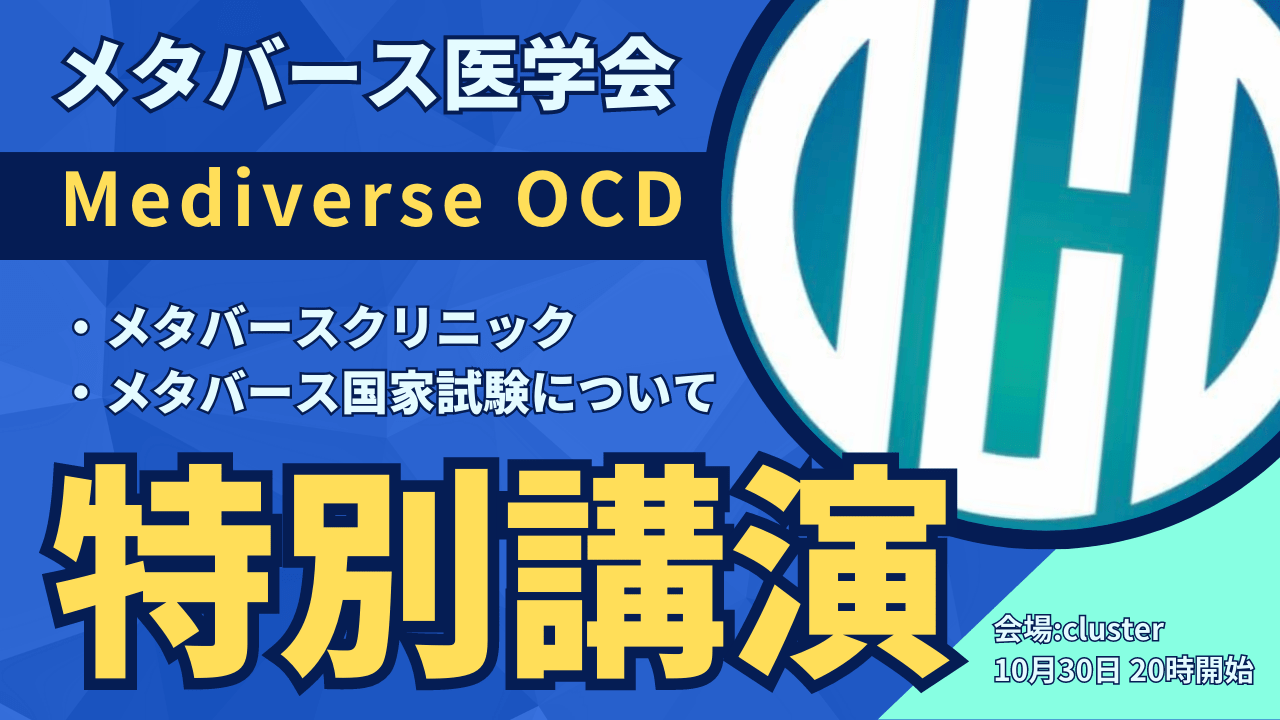 メタバース医学会
Mediverse OCD
・メタバースクリニック
・メタバース国家試験について
特別講演
会場:cluster
10月30日 20時開始